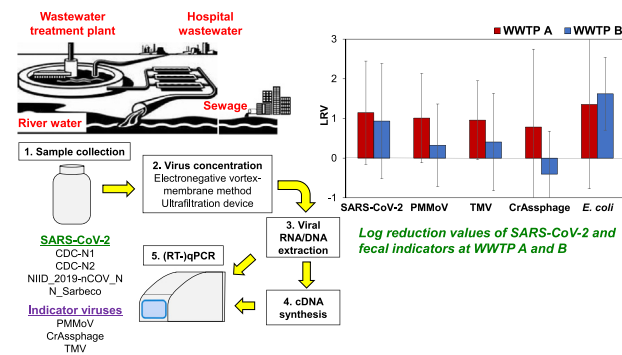 Wastewater
treatment plant
Hospital
wastewater
Sewage
River water
1. Sample collection
2. Virus concentration
Electronegative vortex-
membrane method
Ultrafiltration device
3. Viral
RNA/DNA
extraction
4. cDNA
synthesis
5. (RT-)qPCR
SARS-CoV-2
CDC-N1
CDC-N2
NIID_2019-nCOV_N
N_Sarbeco
Indicator viruses
PMMoV
CrAssphage
TMV
WWTP A
WWTP B
LRV
3
2
1
0
-1
SARS-CoV-2
PMMoV
TMV
CrAssphage
E. coli
Log reduction values of SARS-CoV-2 and
fecal indicators at WWTP A and B